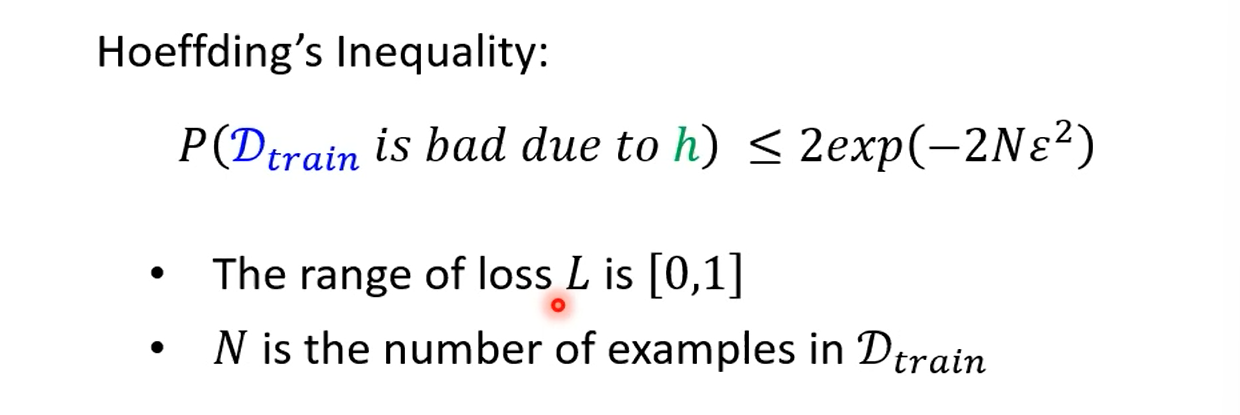 Hoeffding’s Inequality:
P(𝒟train is bad due to h) ≤ 2exp(−2Nε²)
• The range of loss L is [0,1]
• N is the number of examples in 𝒟train